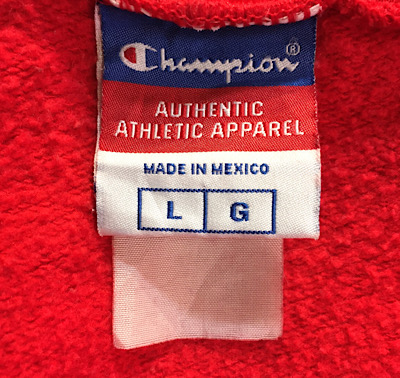 Champion®
AUTHENTIC
ATHLETIC APPAREL
MADE IN MEXICO
L G